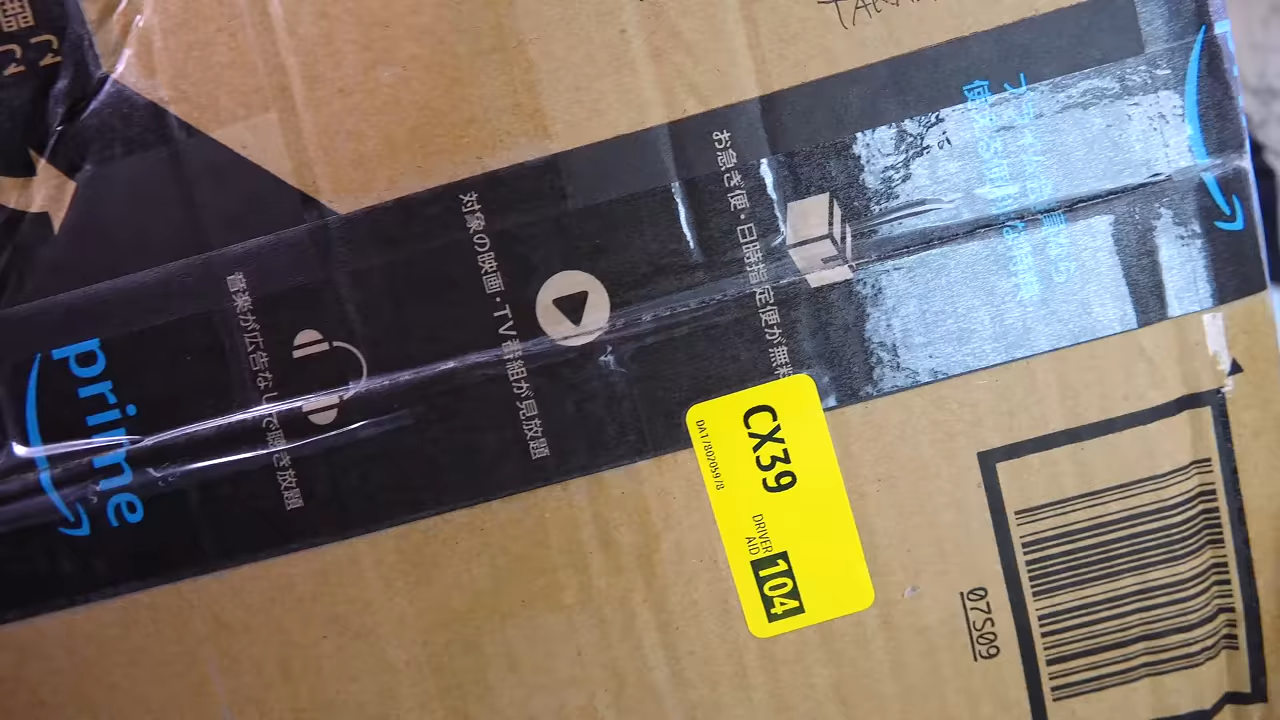 prime
音楽が広告なしで聴き放題
対象の映画・TV番組が見放題
お急ぎ便・日時指定便が無料
CX39
DRIVER
AID
104
07S09